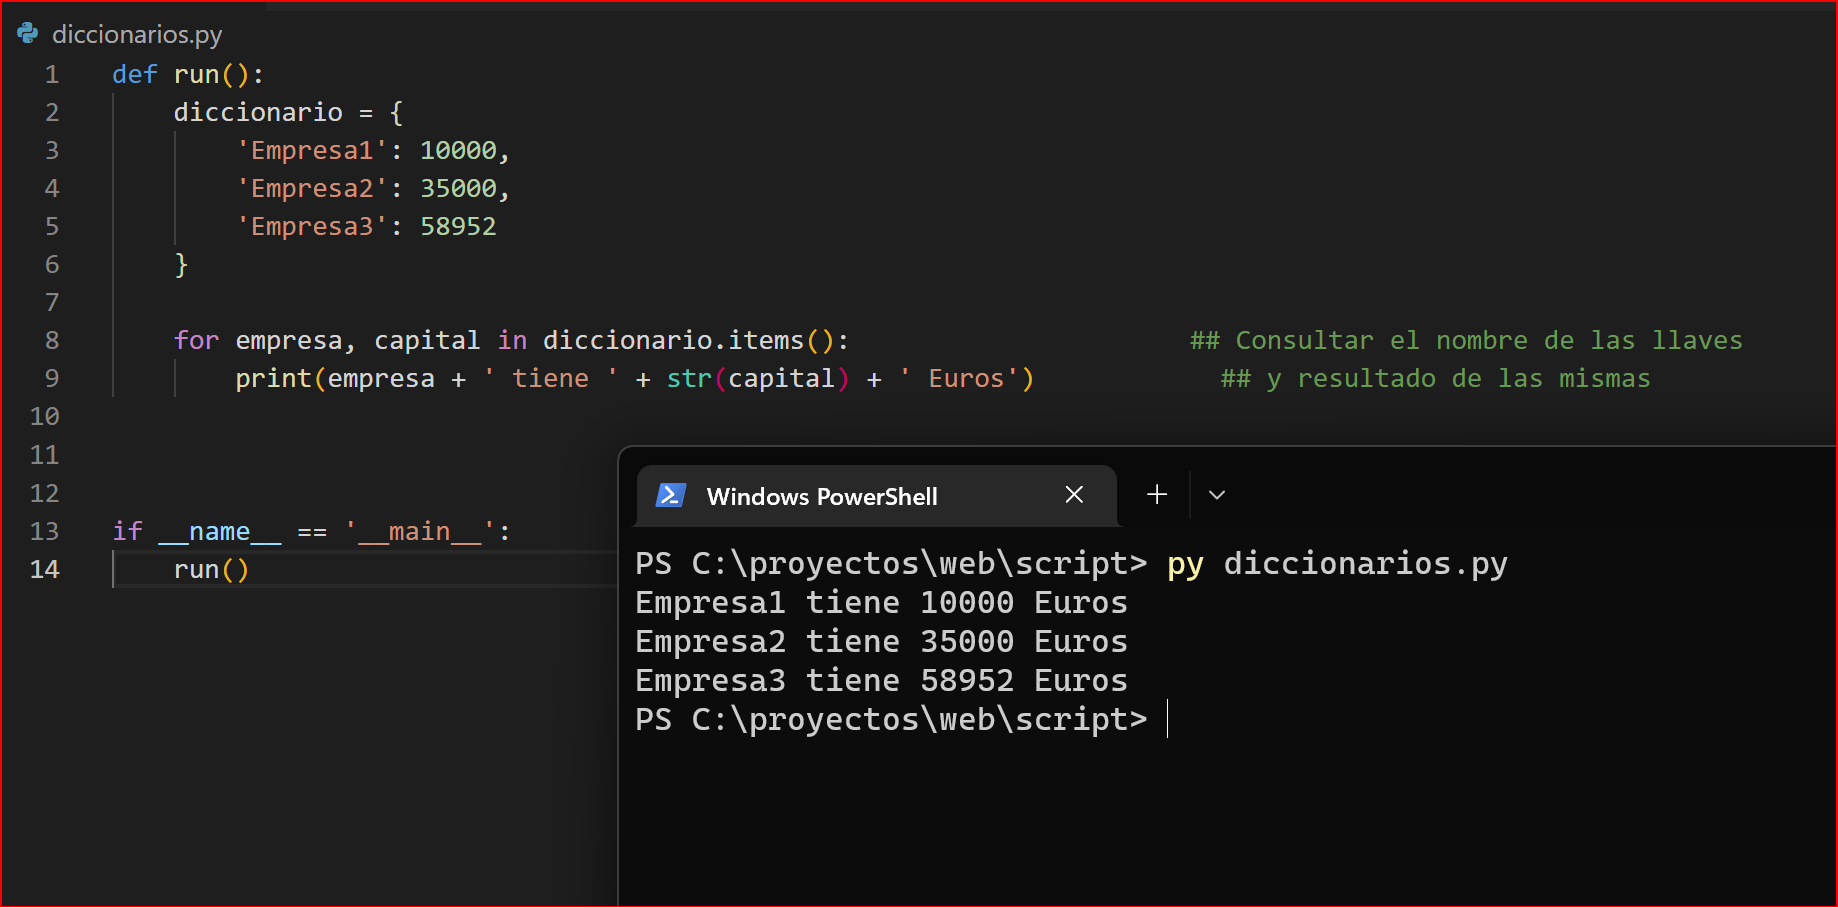 diccionarios.py
1 def run():
2     diccionario = {
3         'Empresa1': 10000,
4         'Empresa2': 35000,
5         'Empresa3': 58952
6     }
7
8     for empresa, capital in diccionario.items():                      ## Consultar el nombre de las llaves
9         print(empresa + ' tiene ' + str(capital) + ' Euros')            ## y resultado de las mismas
10
11
12
13 if __name__ == '__main__':
14     run()
Windows PowerShell
PS C:\proyectos\web\script> py diccionarios.py
Empresa1 tiene 10000 Euros
Empresa2 tiene 35000 Euros
Empresa3 tiene 58952 Euros
PS C:\proyectos\web\script>